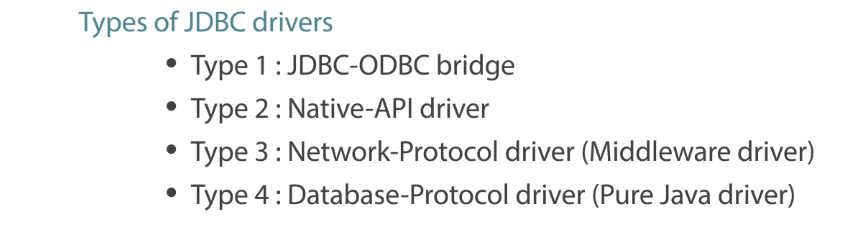 Types of JDBC drivers
• Type 1 : JDBC-ODBC bridge
• Type 2 : Native-API driver
• Type 3 : Network-Protocol driver (Middleware driver)
• Type 4 : Database-Protocol driver (Pure Java driver)